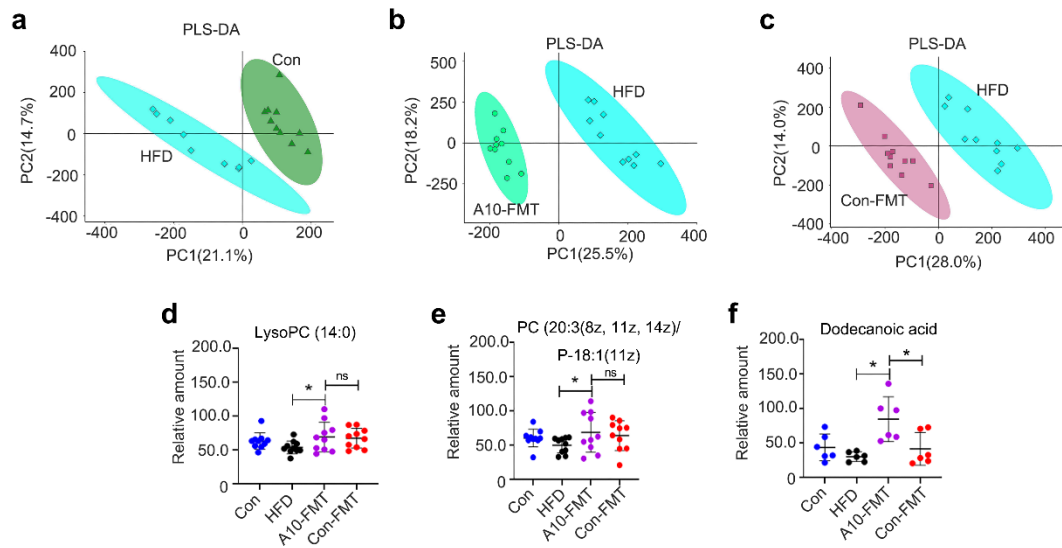 a
PLS-DA
Con
HFD
PC2(14.7%)
400
200
0
-200
-400
-400
-200
0
200
PC1(21.1%)
b
PLS-DA
HFD
A10-FMT
PC2(18.2%)
500
250
0
-250
-200
0
200
400
PC1(25.5%)
c
PLS-DA
HFD
Con-FMT
PC2(14.0%)
400
200
0
-200
-400
-400
-200
0
200
400
PC1(28.0%)
d
LysoPC (14:0)
Relative amount
200.0
150.0
100.0
50.0
0
*
ns
Con
HFD
A10-FMT
Con-FMT
e
PC (20:3(8z, 11z, 14z)/
P-18:1(11z)
Relative amount
200.0
150.0
100.0
50.0
0
*
ns
Con
HFD
A10-FMT
Con-FMT
f
Dodecanoic acid
Relative amount
200.0
150.0
100.0
50.0
0
*
*
Con
HFD
A10-FMT
Con-FMT